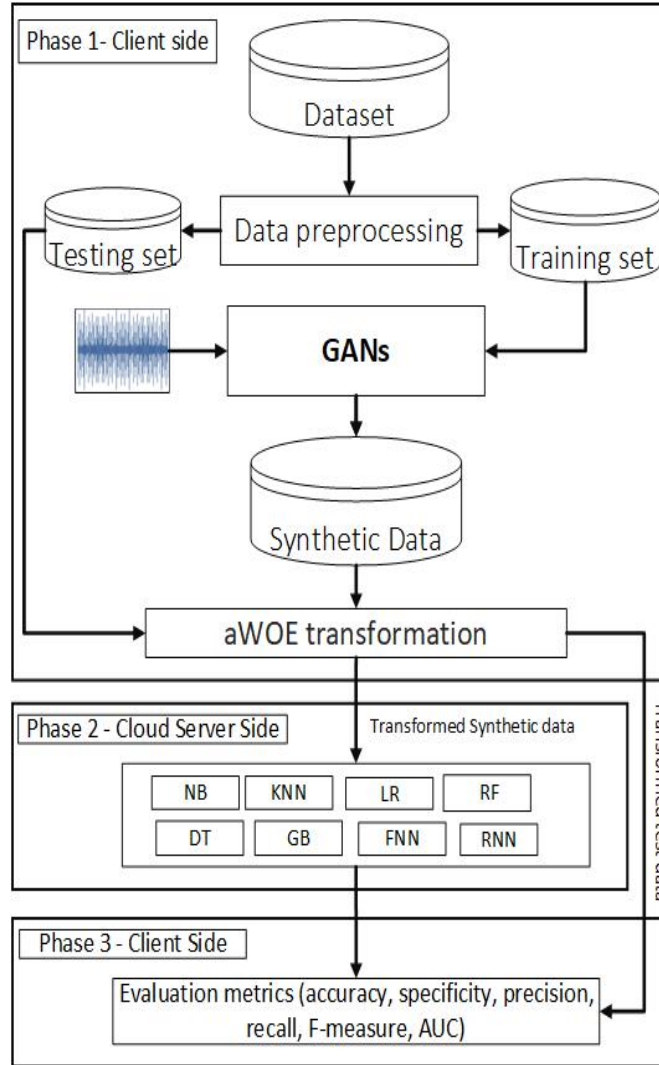 Phase 1- Client side
Dataset
Data preprocessing
Testing set
Training set
GANs
Synthetic Data
aWOE transformation
Phase 2 - Cloud Server Side
Transformed Synthetic data
NB
KNN
LR
RF
DT
GB
FNN
RNN
Phase 3 - Client Side
Evaluation metrics (accuracy, specificity, precision,
recall, F-measure, AUC)